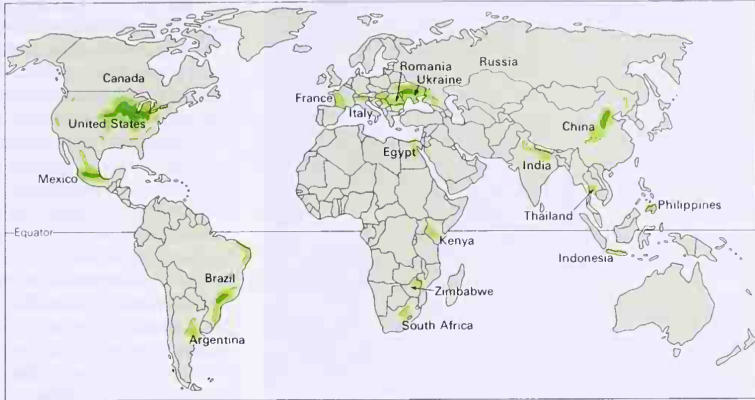 Canada
United States
Mexico
Equator
Brazil
Argentina
France
Italy
Romania
Ukraine
Russia
Egypt
Kenya
Zimbabwe
South Africa
China
India
Thailand
Philippines
Indonesia